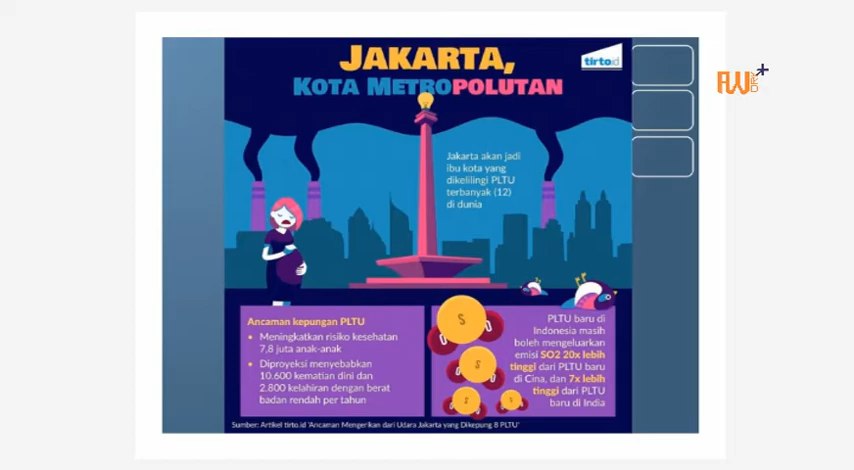 JAKARTA,
KOTA METROPOLUTAN
tirto.id
Jakarta akan jadi
ibu kota yang
dikelilingi PLTU
terbanyak (12)
di dunia
Ancaman kepungan PLTU
• Meningkatkan risiko kesehatan
7,8 juta anak-anak
• Diproyeksi menyebabkan
10.600 kematian dini dan
2.800 kelahiran dengan berat
badan rendah per tahun
PLTU baru di
Indonesia masih
boleh mengeluarkan
emisi SO2 20x lebih
tinggi dari PLTU baru
di Cina, dan 7x lebih
tinggi dari PLTU
baru di India
Sumber: Artikel tirto.id 'Ancaman Mengerikan dari Udara Jakarta yang Dikepung 8 PLTU'